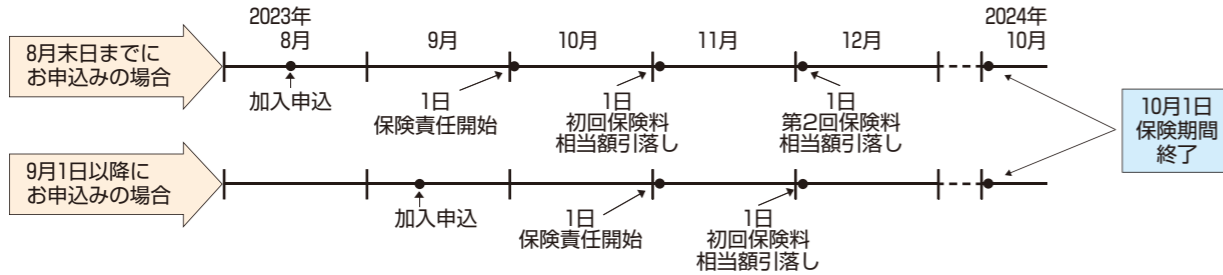 2023年
8月
9月
10月
11月
12月
2024年
10月
8月末日までに
お申込みの場合
加入申込
1日
保険責任開始
1日
初回保険料
相当額引落し
1日
第2回保険料
相当額引落し
10月1日
保険期間
終了
9月1日以降に
お申込みの場合
加入申込
1日
保険責任開始
1日
初回保険料
相当額引落し